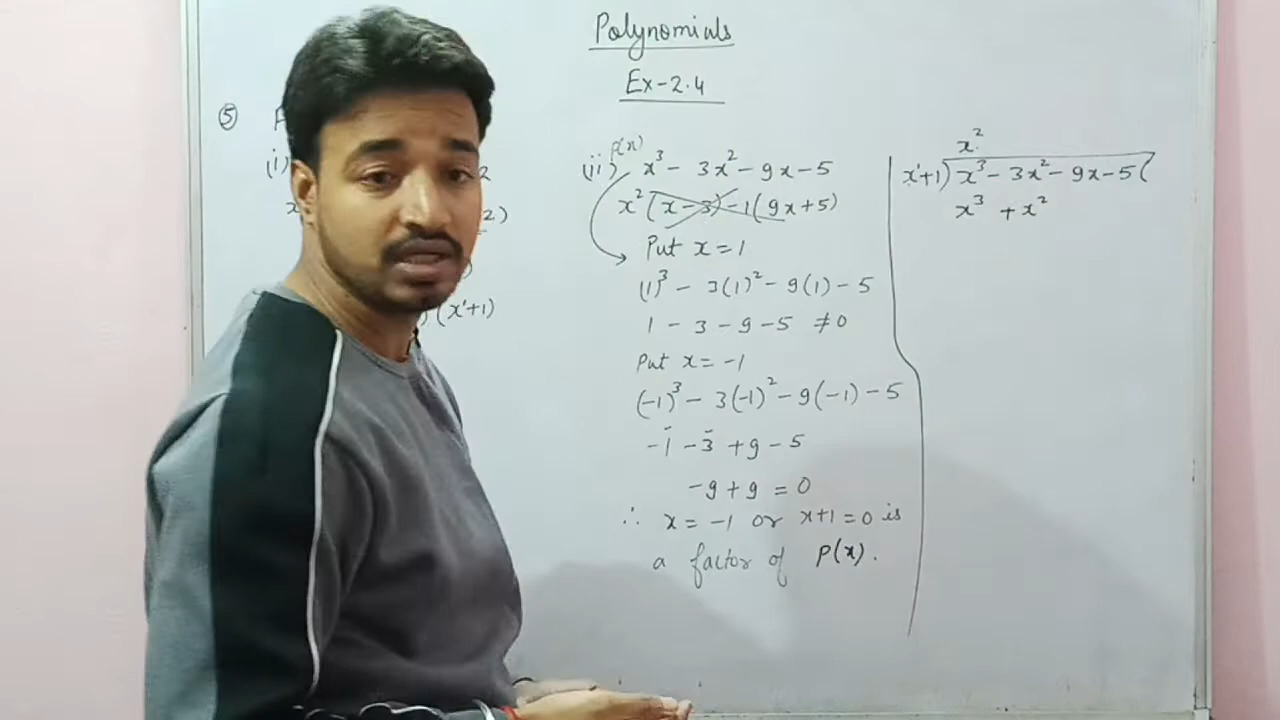 Polynomials
Ex-2.4
⑤
(i)
2
x
2)
)
) (x'+1)
(ii) P(x) x³ - 3x² - 9x - 5
x² (x - 3) - 1 (9x + 5)
Put x = 1
(1)³ - 3(1)² - 9(1) - 5
1 - 3 - 9 - 5 ≠ 0
Put x = -1
(-1)³ - 3(-1)² - 9(-1) - 5
-1 - 3 + 9 - 5
-9 + 9 = 0
∴ x = -1 or x+1 = 0 is
a factor of P(x).
x²
x'+1) x³ - 3x² - 9x - 5 (
x³ + x²